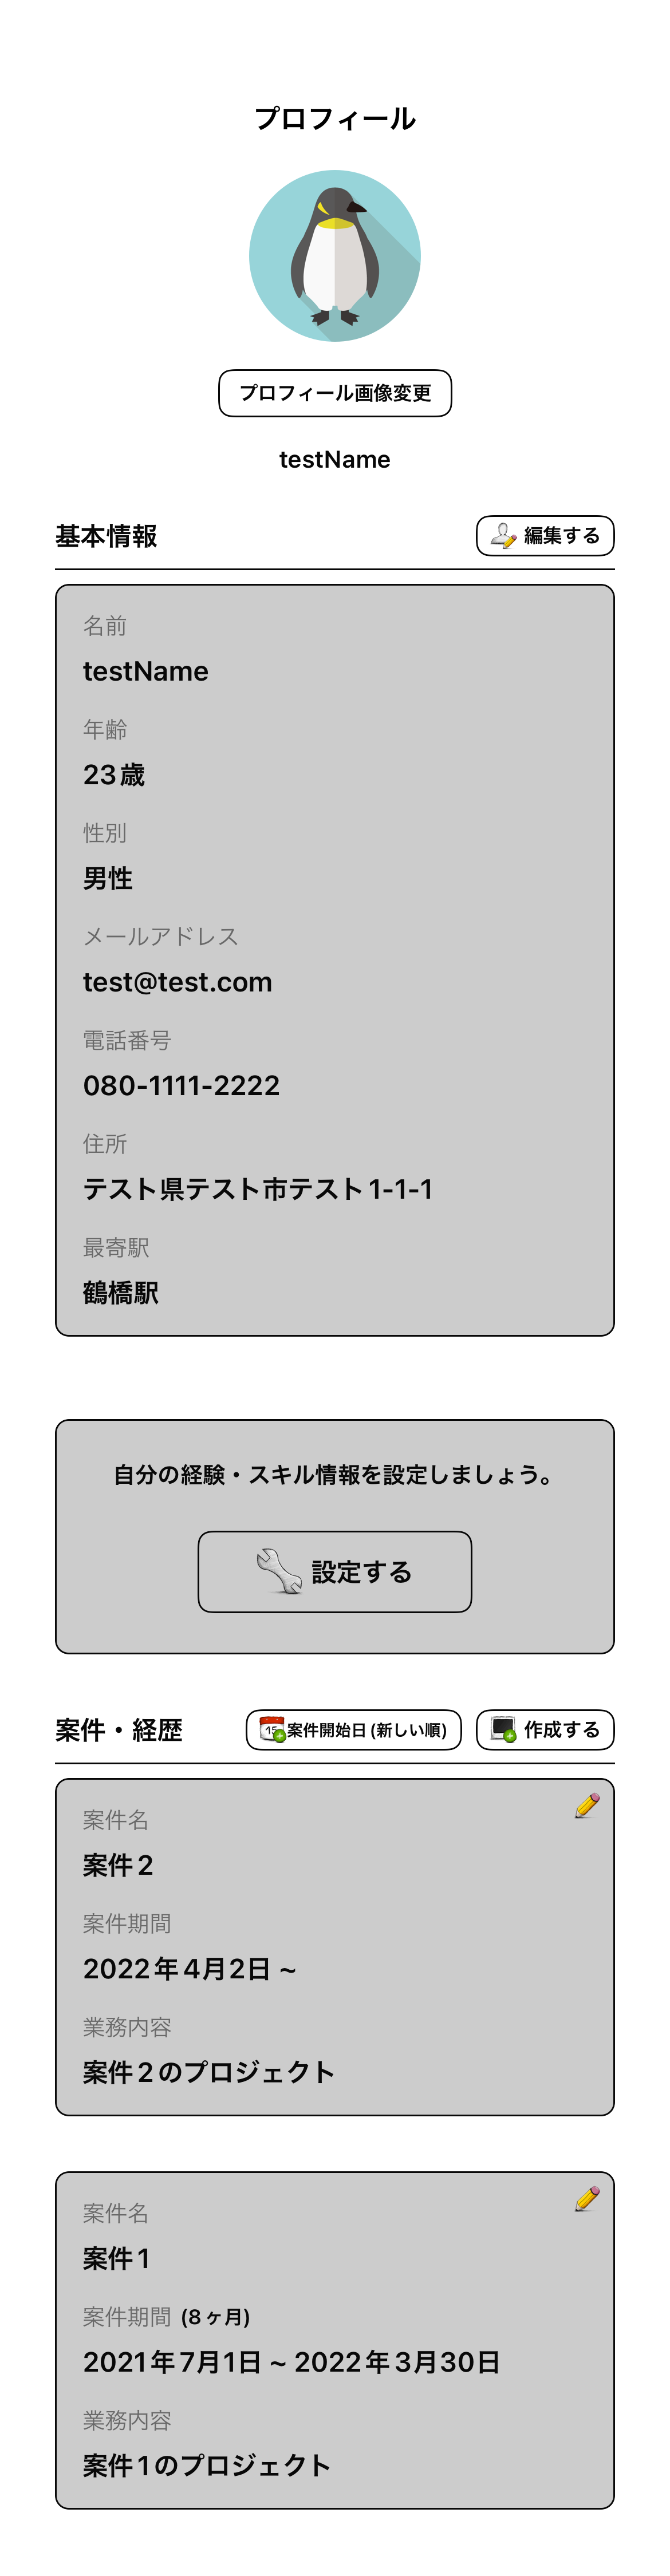 プロフィール
プロフィール画像変更
testName
基本情報
編集する
名前
testName
年齢
23歳
性別
男性
メールアドレス
test@test.com
電話番号
080-1111-2222
住所
テスト県テスト市テスト1-1-1
最寄駅
鶴橋駅
自分の経験・スキル情報を設定しましょう。
設定する
案件・経歴
15
案件開始日(新しい順)
作成する
案件名
案件2
案件期間
2022年4月2日 ~
業務内容
案件2のプロジェクト
案件名
案件1
案件期間 (8ヶ月)
2021年7月1日 ~ 2022年3月30日
業務内容
案件1のプロジェクト